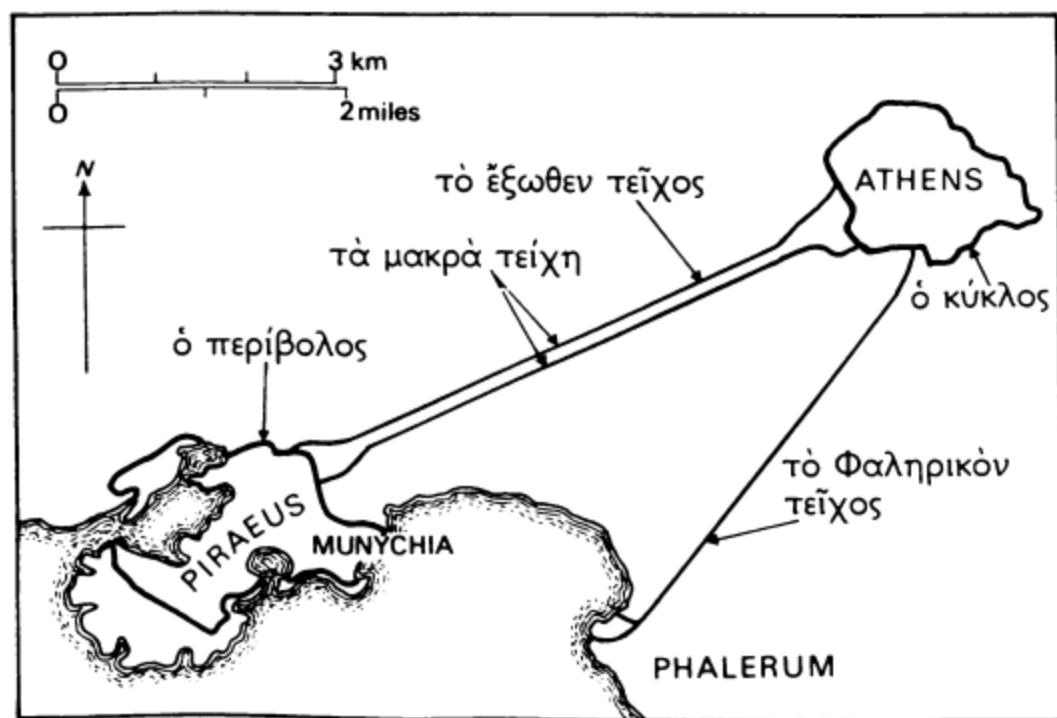 0 3 km
0 2 miles
N
ATHENS
τὸ ἔξωθεν τεῖχος
τὰ μακρὰ τείχη
ὁ κύκλος
ὁ περίβολος
τὸ Φαληρικὸν
τεῖχος
PIRAEUS
MUNYCHIA
PHALERUM